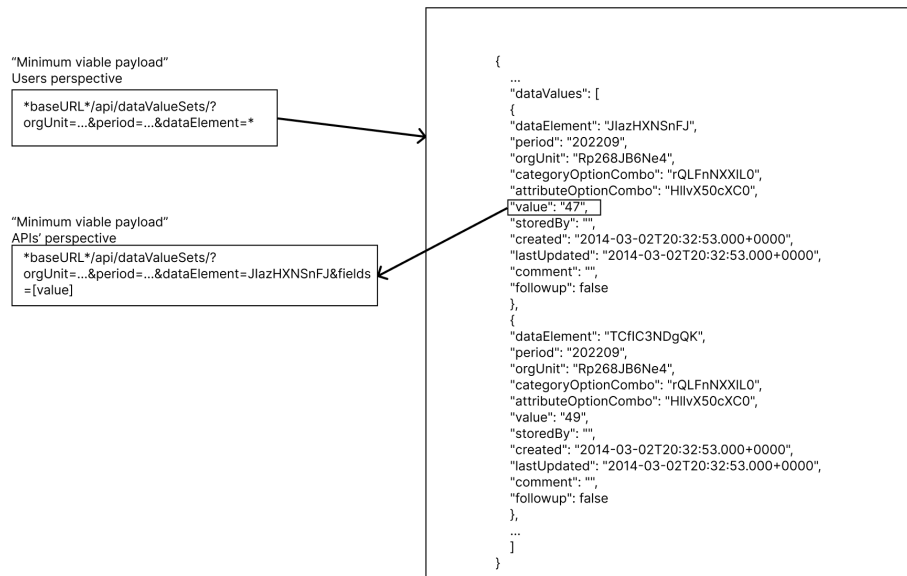 “Minimum viable payload”
Users perspective
*baseURL*/api/dataValueSets/?
orgUnit=...&period=...&dataElement=*
“Minimum viable payload”
APIs’ perspective
*baseURL*/api/dataValueSets/?
orgUnit=...&period=...&dataElement=JIazHXNSnFJ&fields
=[value]
{
...
"dataValues": [
{
"dataElement": "JIazHXNSnFJ",
"period": "202209",
"orgUnit": "Rp268JB6Ne4",
"categoryOptionCombo": "rQLFnNXXIL0",
"attributeOptionCombo": "HllvX50cXC0",
"value": "47",
"storedBy": "",
"created": "2014-03-02T20:32:53.000+0000",
"lastUpdated": "2014-03-02T20:32:53.000+0000",
"comment": "",
"followup": false
},
{
"dataElement": "TCfIC3NDgQK",
"period": "202209",
"orgUnit": "Rp268JB6Ne4",
"categoryOptionCombo": "rQLFnNXXIL0",
"attributeOptionCombo": "HllvX50cXC0",
"value": "49",
"storedBy": "",
"created": "2014-03-02T20:32:53.000+0000",
"lastUpdated": "2014-03-02T20:32:53.000+0000",
"comment": "",
"followup": false
},
...
]
}